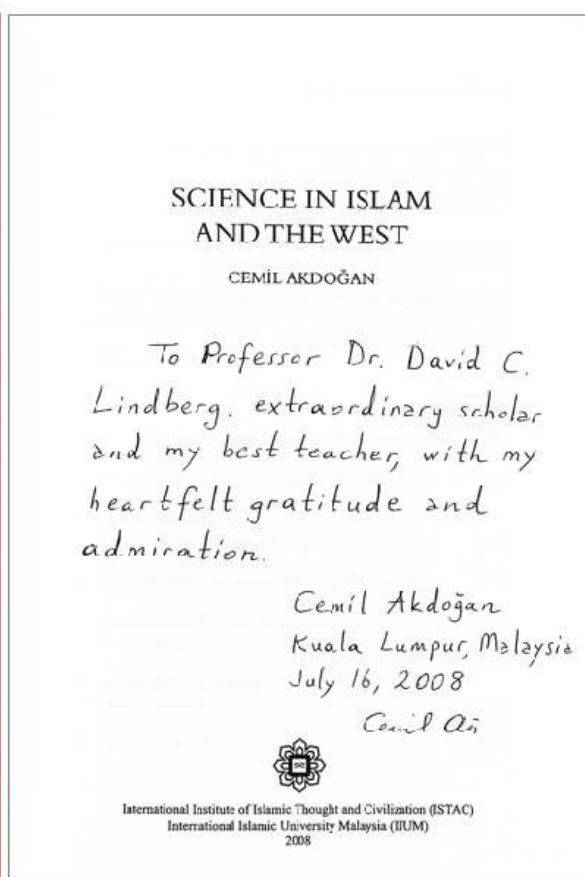 SCIENCE IN ISLAM
AND THE WEST
CEMİL AKDOĞAN
To Professor Dr. David C.
Lindberg, extraordinary scholar
and my best teacher, with my
heartfelt gratitude and
admiration.
Cemil Akdoğan
Kuala Lumpur, Malaysia
July 16, 2008
Cemil
International Institute of Islamic Thought and Civilization (ISTAC)
International Islamic University Malaysia (IIUM)
2008